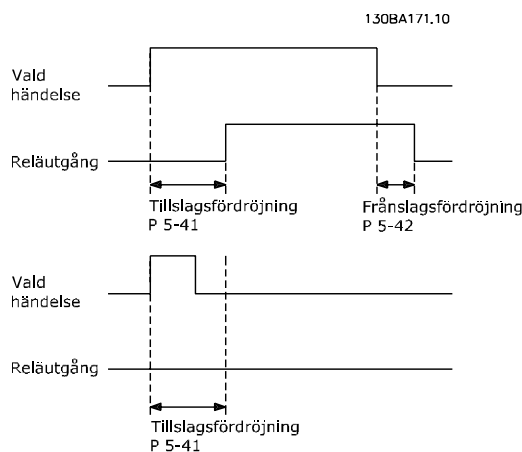 130BA171.10
Vald
händelse
Reläutgång
Tillslagsfördröjning
P 5-41
Frånslagsfördröjning
P 5-42
Vald
händelse
Reläutgång
Tillslagsfördröjning
P 5-41